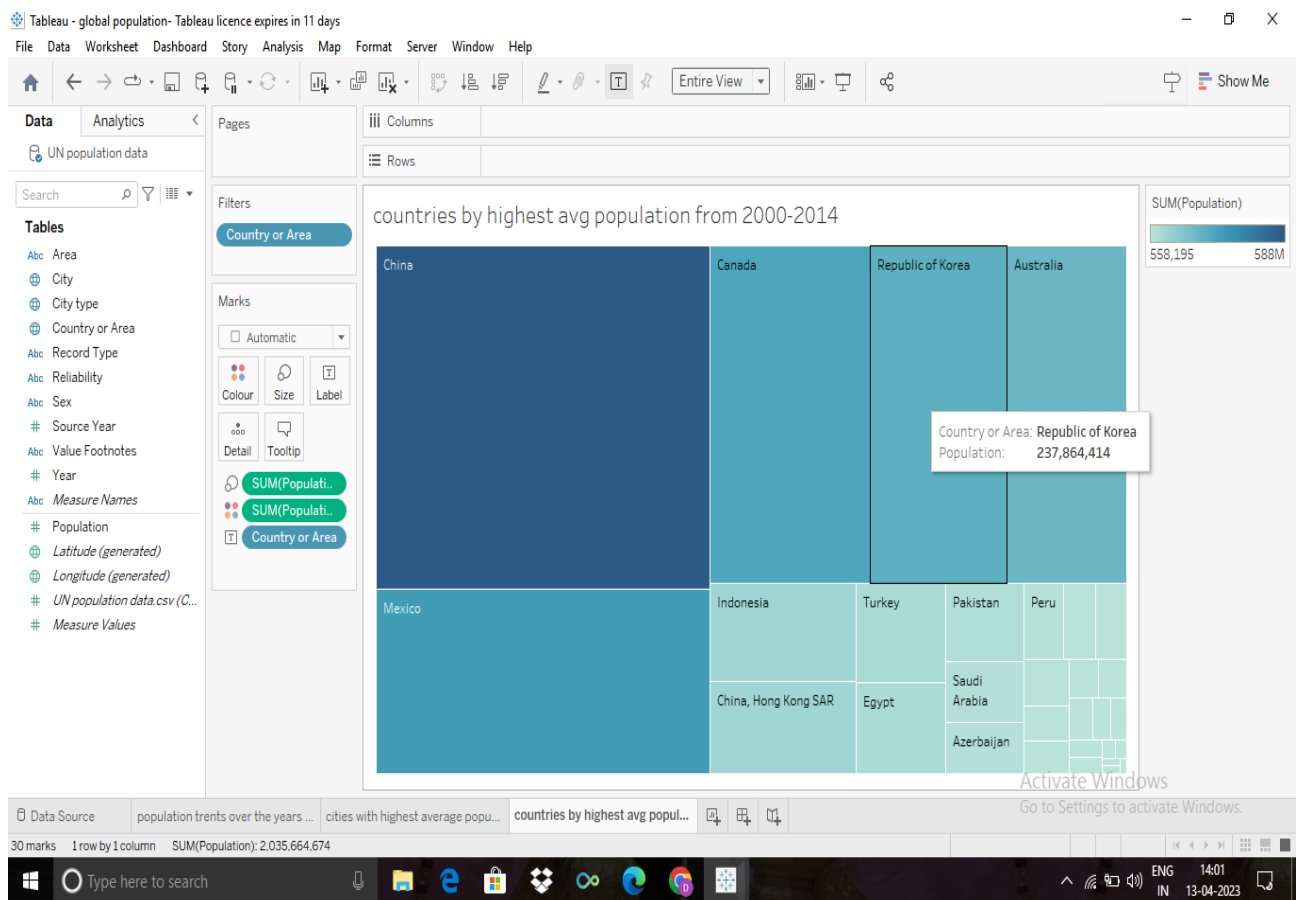 Tableau - global population- Tableau licence expires in 11 days
File Data Worksheet Dashboard Story Analysis Map Format Server Window Help
Entire View
Show Me
Data Analytics
UN population data
Search
Tables
Abc Area
City
City type
Country or Area
Abc Record Type
Abc Reliability
Abc Sex
# Source Year
Abc Value Footnotes
# Year
Abc Measure Names
# Population
Latitude (generated)
Longitude (generated)
# UN population data.csv (C...
# Measure Values
Pages
Filters
Country or Area
Marks
Automatic
Colour Size Label
Detail Tooltip
SUM(Populati..
SUM(Populati..
T Country or Area
iii Columns
Rows
countries by highest avg population from 2000-2014
China
Canada
Republic of Korea
Australia
Country or Area: Republic of Korea
Population: 237,864,414
Mexico
Indonesia
Turkey
Pakistan
Peru
China, Hong Kong SAR
Egypt
Saudi
Arabia
Azerbaijan
SUM(Population)
558,195 588M
Activate Windows
Go to Settings to activate Windows.
Data Source population trents over the years ... cities with highest average popu... countries by highest avg popul...
30 marks 1 row by 1 column SUM(Population): 2,035,664,674
Type here to search
ENG
IN
14:01
13-04-2023